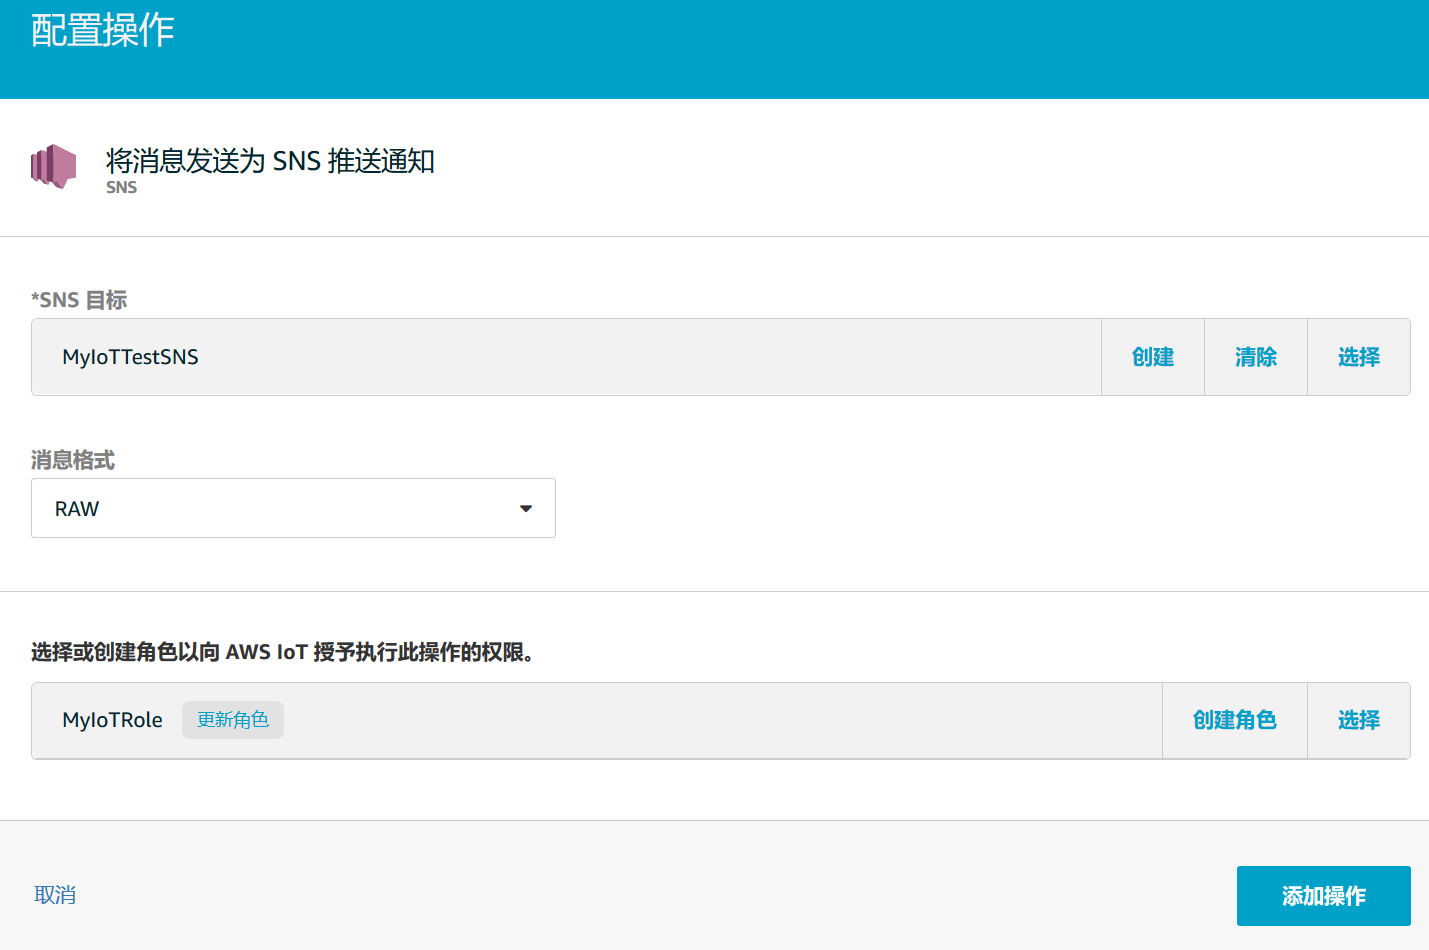 配置操作
将消息发送为 SNS 推送通知
SNS
*SNS 目标
MyIoTTestSNS
创建
清除
选择
消息格式
RAW
选择或创建角色以向 AWS IoT 授予执行此操作的权限。
MyIoTRole
更新角色
创建角色
选择
取消
添加操作